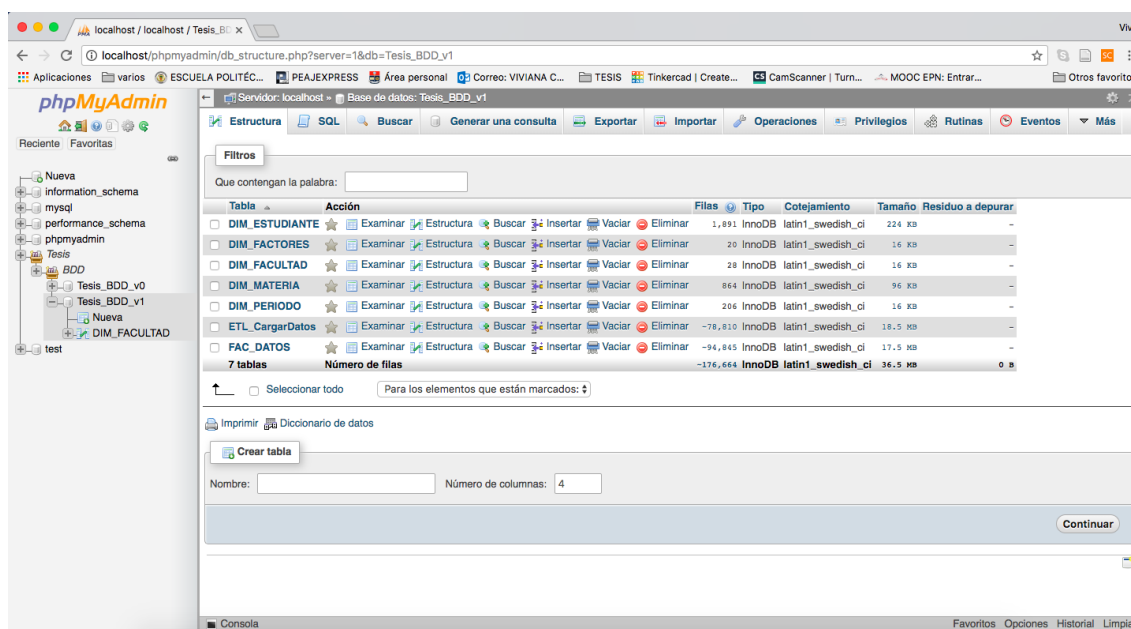 localhost / localhost / Tesis_BD
Viv
localhost/phpmyadmin/db_structure.php?server=1&db=Tesis_BDD_v1
Aplicaciones varios ESCUELA POLITÉC... PEAJEXPRESS Área personal Correo: VIVIANA C... TESIS Tinkercad | Create... CS CamScanner | Turn... MOOC EPN: Entrar... Otros favorito
phpMyAdmin
Reciente Favoritas
Nueva
information_schema
mysql
performance_schema
phpmyadmin
Tesis
BDD
Tesis_BDD_v0
Tesis_BDD_v1
Nueva
DIM_FACULTAD
test
Servidor: localhost » Base de datos: Tesis_BDD_v1
Estructura SQL Buscar Generar una consulta Exportar Importar Operaciones Privilegios Rutinas Eventos Más
Filtros
Que contengan la palabra:
Tabla Acción Filas Tipo Cotejamiento Tamaño Residuo a depurar
DIM_ESTUDIANTE Examinar Estructura Buscar Insertar Vaciar Eliminar 1,891 InnoDB latin1_swedish_ci 224 KB -
DIM_FACTORES Examinar Estructura Buscar Insertar Vaciar Eliminar 20 InnoDB latin1_swedish_ci 16 KB -
DIM_FACULTAD Examinar Estructura Buscar Insertar Vaciar Eliminar 28 InnoDB latin1_swedish_ci 16 KB -
DIM_MATERIA Examinar Estructura Buscar Insertar Vaciar Eliminar 864 InnoDB latin1_swedish_ci 96 KB -
DIM_PERIODO Examinar Estructura Buscar Insertar Vaciar Eliminar 206 InnoDB latin1_swedish_ci 16 KB -
ETL_CargarDatos Examinar Estructura Buscar Insertar Vaciar Eliminar ~78,810 InnoDB latin1_swedish_ci 18.5 MB -
FAC_DATOS Examinar Estructura Buscar Insertar Vaciar Eliminar ~94,845 InnoDB latin1_swedish_ci 17.5 MB -
7 tablas Número de filas ~176,664 InnoDB latin1_swedish_ci 36.5 MB 0 B
Seleccionar todo Para los elementos que están marcados:
Imprimir Diccionario de datos
Crear tabla
Nombre: Número de columnas: 4
Continuar
Consola Favoritos Opciones Historial Limpia